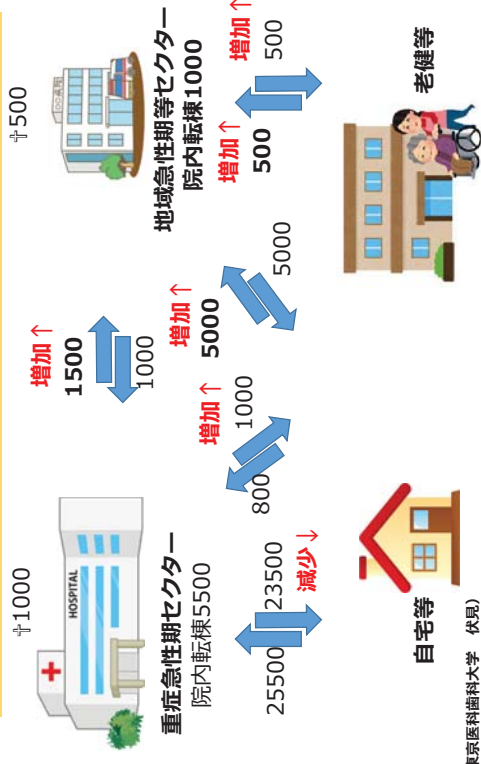 ✞1000
✞500
HOSPITAL
増加↑
1500
1000
重症急性期セクター
院内転棟5500
地域急性期等セクター
院内転棟1000
増加↑
5000
5000
増加↑
500
増加↑
500
増加↑
1000
800
25500
23500
減少↓
自宅等
老健等
東京医科歯科大学 伏見）